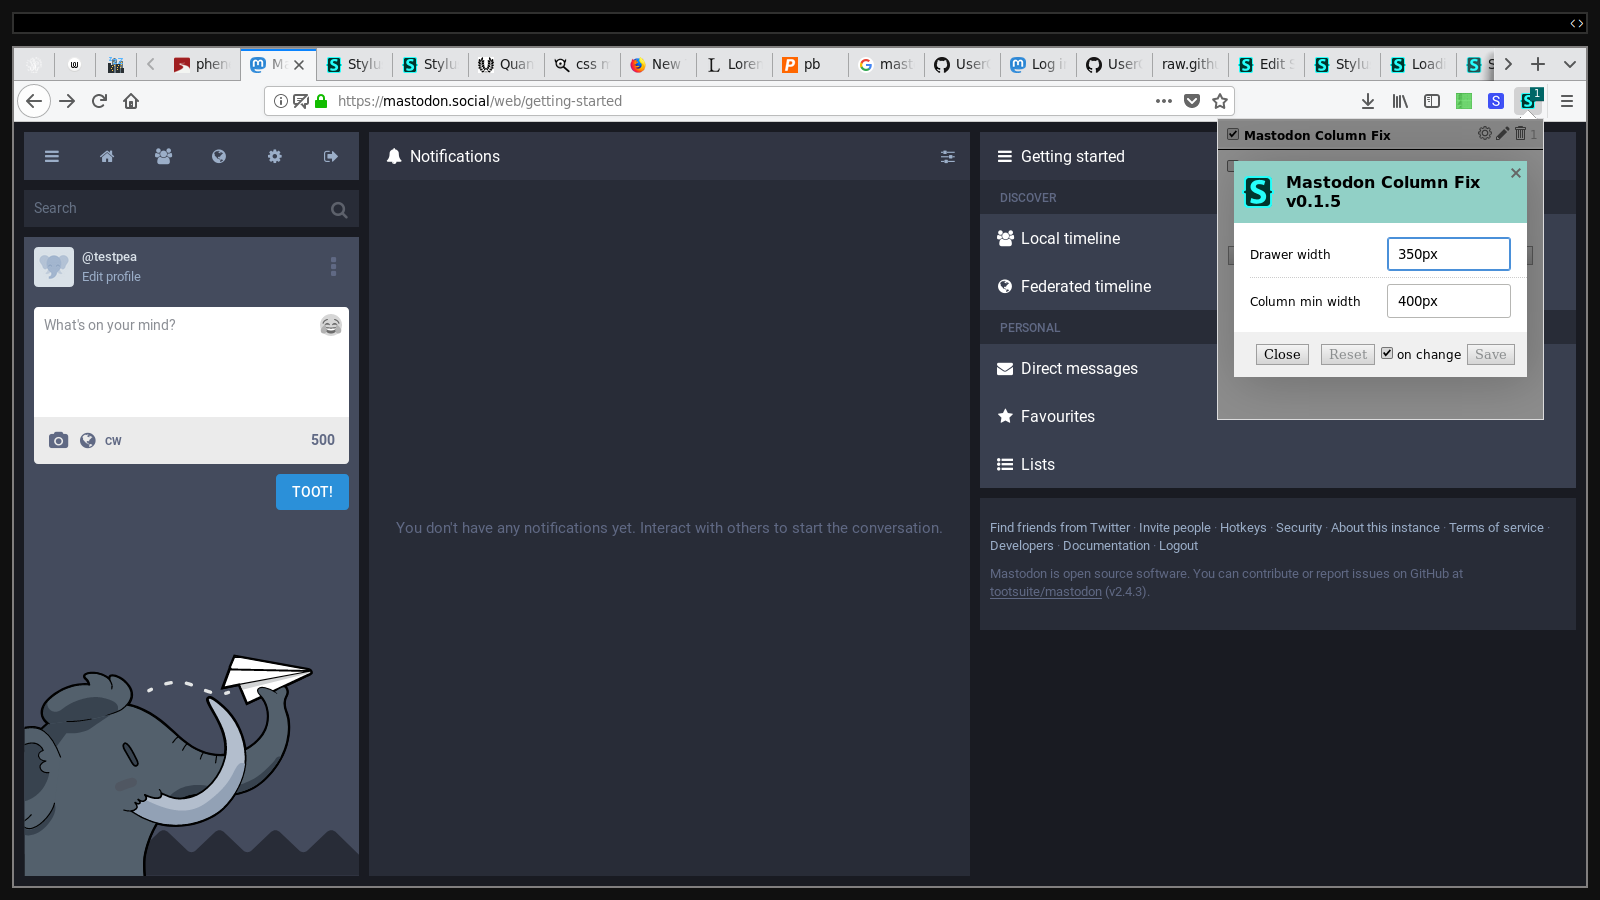 <>
phen
Ma
Stylu
Stylu
Quan
css m
New
Loren
pb
mast
User
Log i
User
raw.gith
Edit S
Stylu
Loadi
S
https://mastodon.social/web/getting-started
S
1
Notifications
Getting started
Mastodon Column Fix
1
Search
DISCOVER
Mastodon Column Fix
v0.1.5
Local timeline
@testpea
Edit profile
Drawer width
350px
Federated timeline
Column min width
400px
What's on your mind?
PERSONAL
Close
Reset
on change
Save
Direct messages
Favourites
CW
500
Lists
TOOT!
You don't have any notifications yet. Interact with others to start the conversation.
Find friends from Twitter · Invite people · Hotkeys · Security · About this instance · Terms of service ·
Developers · Documentation · Logout
Mastodon is open source software. You can contribute or report issues on GitHub at
tootsuite/mastodon (v2.4.3).